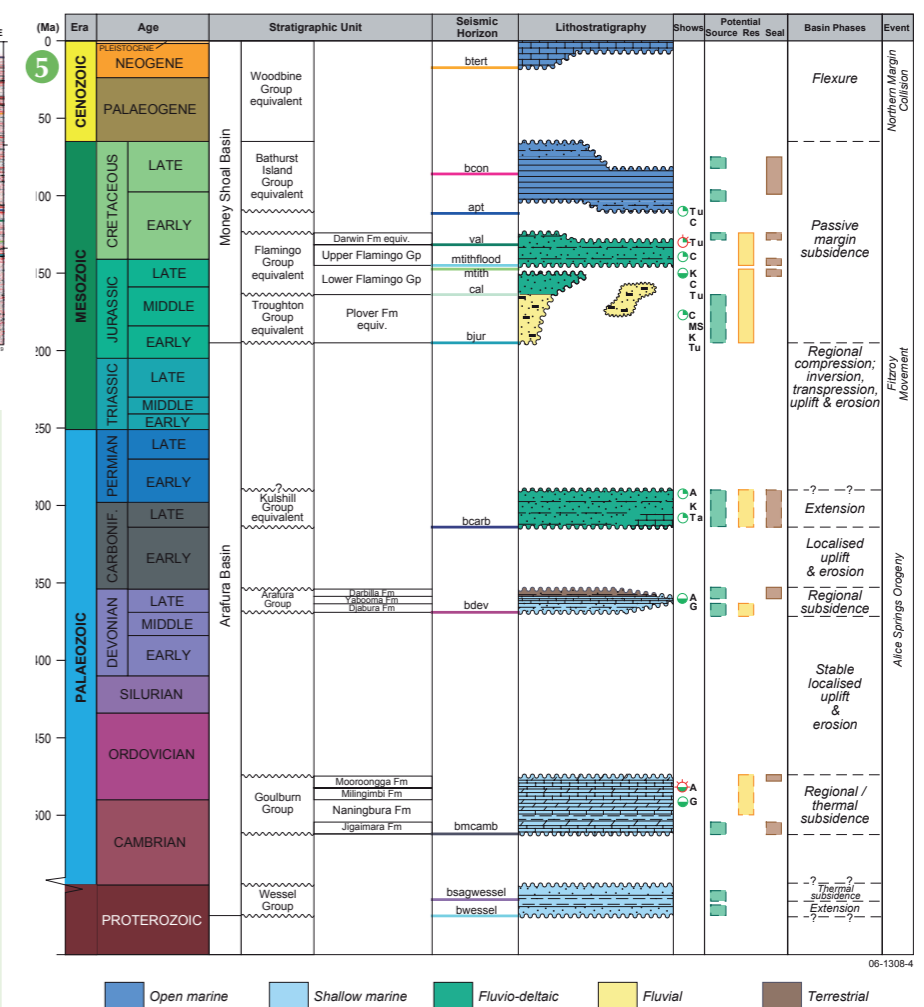 E
5
(Ma) Era Age Stratigraphic Unit Seismic Horizon Lithostratigraphy Shows Potential Source Res Seal Basin Phases Event
0
50
100
150
200
250
300
350
400
450
500
CENOZOIC
MESOZOIC
PALAEOZOIC
PLEISTOCENE
NEOGENE
PALAEOGENE
CRETACEOUS
LATE
EARLY
JURASSIC
LATE
MIDDLE
EARLY
TRIASSIC
LATE
MIDDLE
EARLY
PERMIAN
LATE
EARLY
CARBONIF.
LATE
EARLY
DEVONIAN
LATE
MIDDLE
EARLY
SILURIAN
ORDOVICIAN
CAMBRIAN
PROTEROZOIC
Money Shoal Basin
Arafura Basin
Woodbine
Group
equivalent
Bathurst
Island
Group
equivalent
Flamingo
Group
equivalent
Troughton
Group
equivalent
?
Kulshill
Group
equivalent
Arafura
Group
Goulburn
Group
Wessel
Group
Darwin Fm equiv.
Upper Flamingo Gp
Lower Flamingo Gp
Plover Fm
equiv.
Darbilla Fm
Yabooma Fm
Djabura Fm
Mooroongga Fm
Milingimbi Fm
Naningbura Fm
Jigaimara Fm
btert
bcon
apt
val
mtithflood
mtith
cal
bjur
bcarb
bdev
bmcamb
bsagwessel
bwessel
Tu
C
Tu
C
K
C
Tu
C
MS
K
Tu
A
K
Ta
A
G
A
G
Flexure
Passive
margin
subsidence
Regional
compression;
inversion,
transpression,
uplift & erosion
? ?
Extension
Localised
uplift
& erosion
Regional
subsidence
Stable
localised
uplift
&
erosion
Regional /
thermal
subsidence
? ?
Thermal
subsidence
Extension
? ?
Northern Margin
Collision
Fitzroy
Movement
Alice Springs Orogeny
06-1308-4
Open marine
Shallow marine
Fluvio-deltaic
Fluvial
Terrestrial